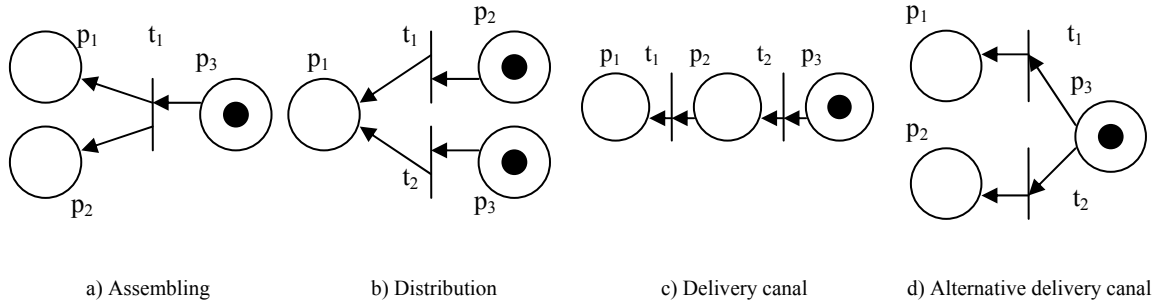 p₁ t₁ p₃
p₂
p₁ t₁ p₂
t₂ p₃
p₁ t₁ p₂ t₂ p₃
p₁ t₁
p₃
p₂
t₂
a) Assembling
b) Distribution
c) Delivery canal
d) Alternative delivery canal